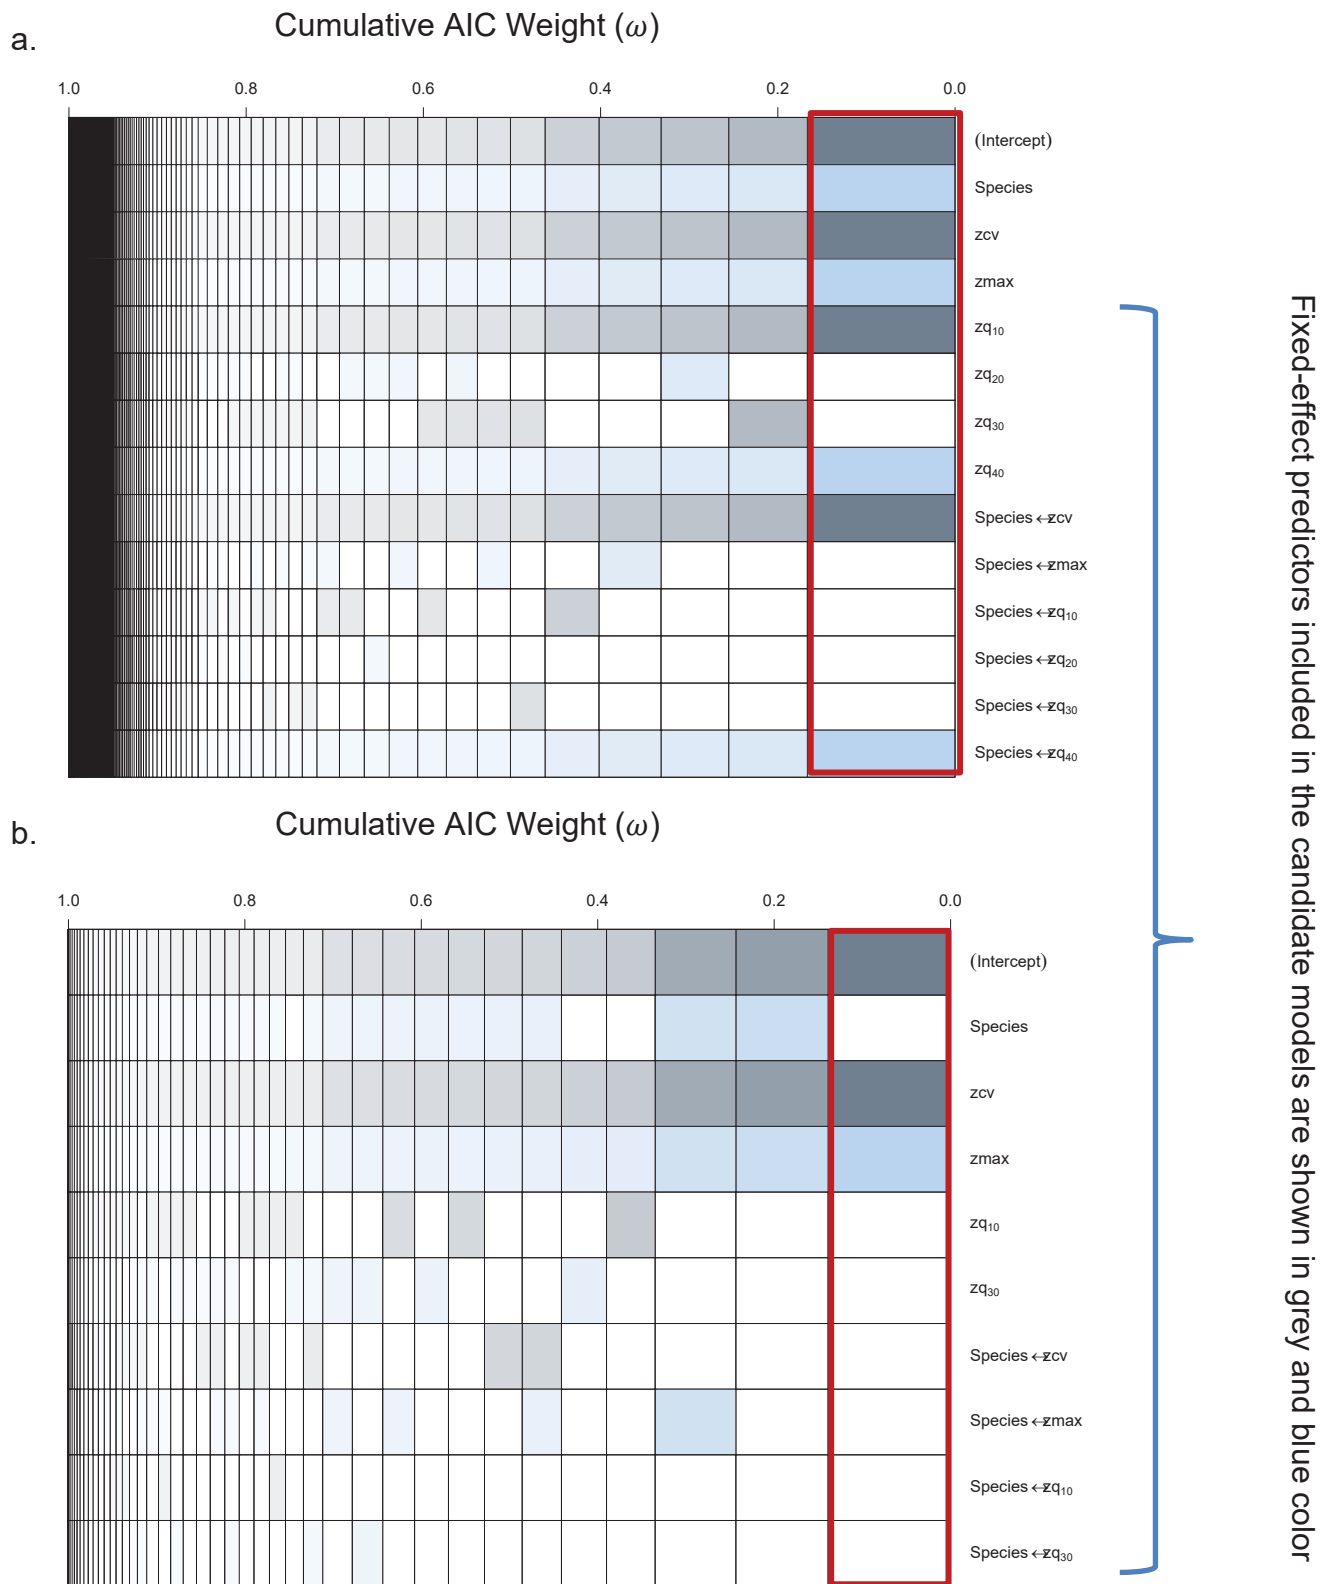 a.
Cumulative AIC Weight (ω)
1.0 0.8 0.6 0.4 0.2 0.0
(Intercept)
Species
zcv
zmax
zq10
zq20
zq30
zq40
Species↔zcv
Species↔zmax
Species↔zq10
Species↔zq20
Species↔zq30
Species↔zq40
b.
Cumulative AIC Weight (ω)
1.0 0.8 0.6 0.4 0.2 0.0
(Intercept)
Species
zcv
zmax
zq10
zq30
Species↔zcv
Species↔zmax
Species↔zq10
Species↔zq30
Fixed-effect predictors included in the candidate models are shown in grey and blue color